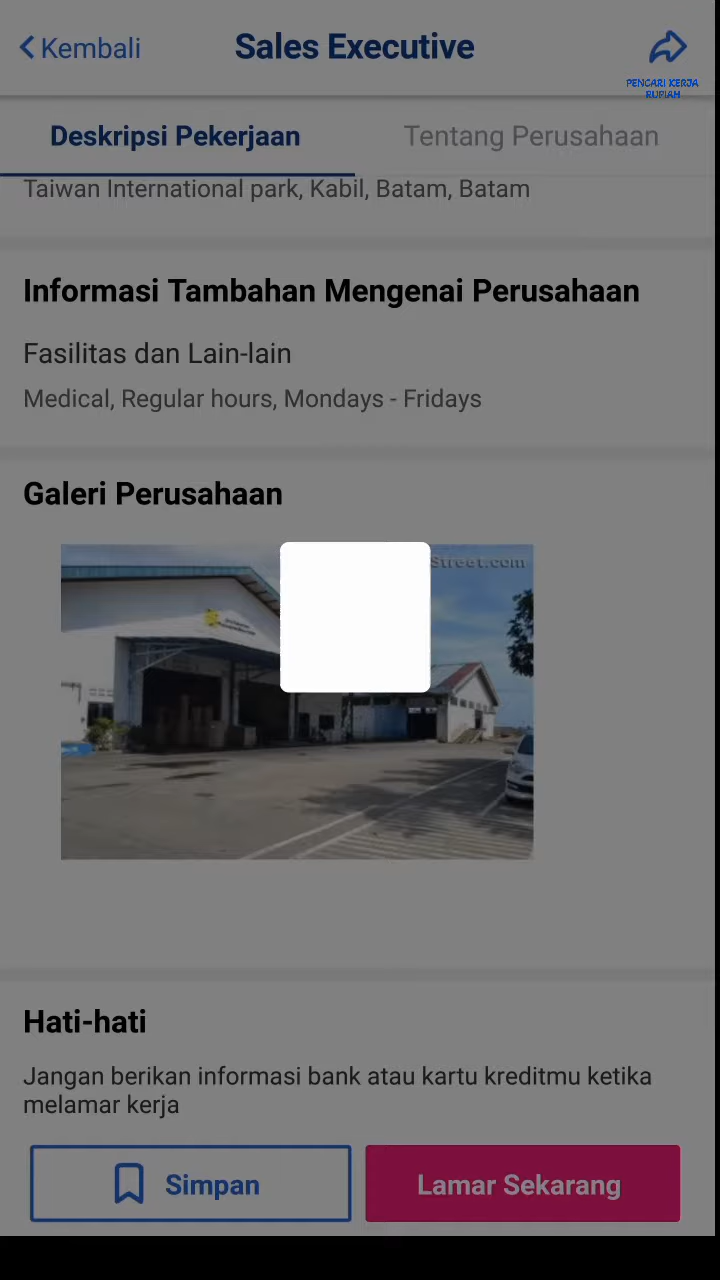 Kembali
Sales Executive
PENCARI KERJA
RUPIAH
Deskripsi Pekerjaan
Tentang Perusahaan
Taiwan International park, Kabil, Batam, Batam
Informasi Tambahan Mengenai Perusahaan
Fasilitas dan Lain-lain
Medical, Regular hours, Mondays - Fridays
Galeri Perusahaan
Street.com
Hati-hati
Jangan berikan informasi bank atau kartu kreditmu ketika
melamar kerja
Simpan
Lamar Sekarang